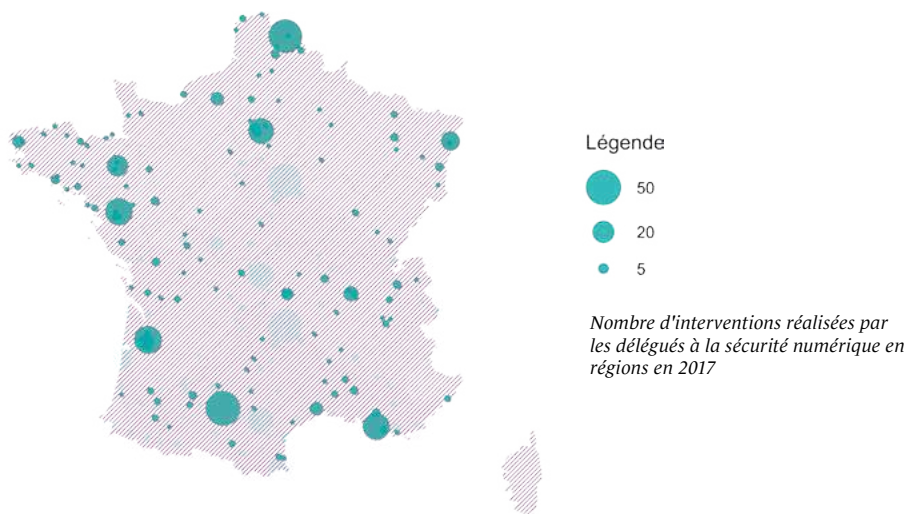 Légende
50
20
5
Nombre d'interventions réalisées par
les délégués à la sécurité numérique en
régions en 2017